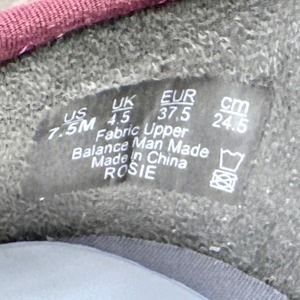 US UK EUR cm
7.5M 4.5 37.5 24.5
Fabric Upper
Balance Man Made
Made in China
ROSIE